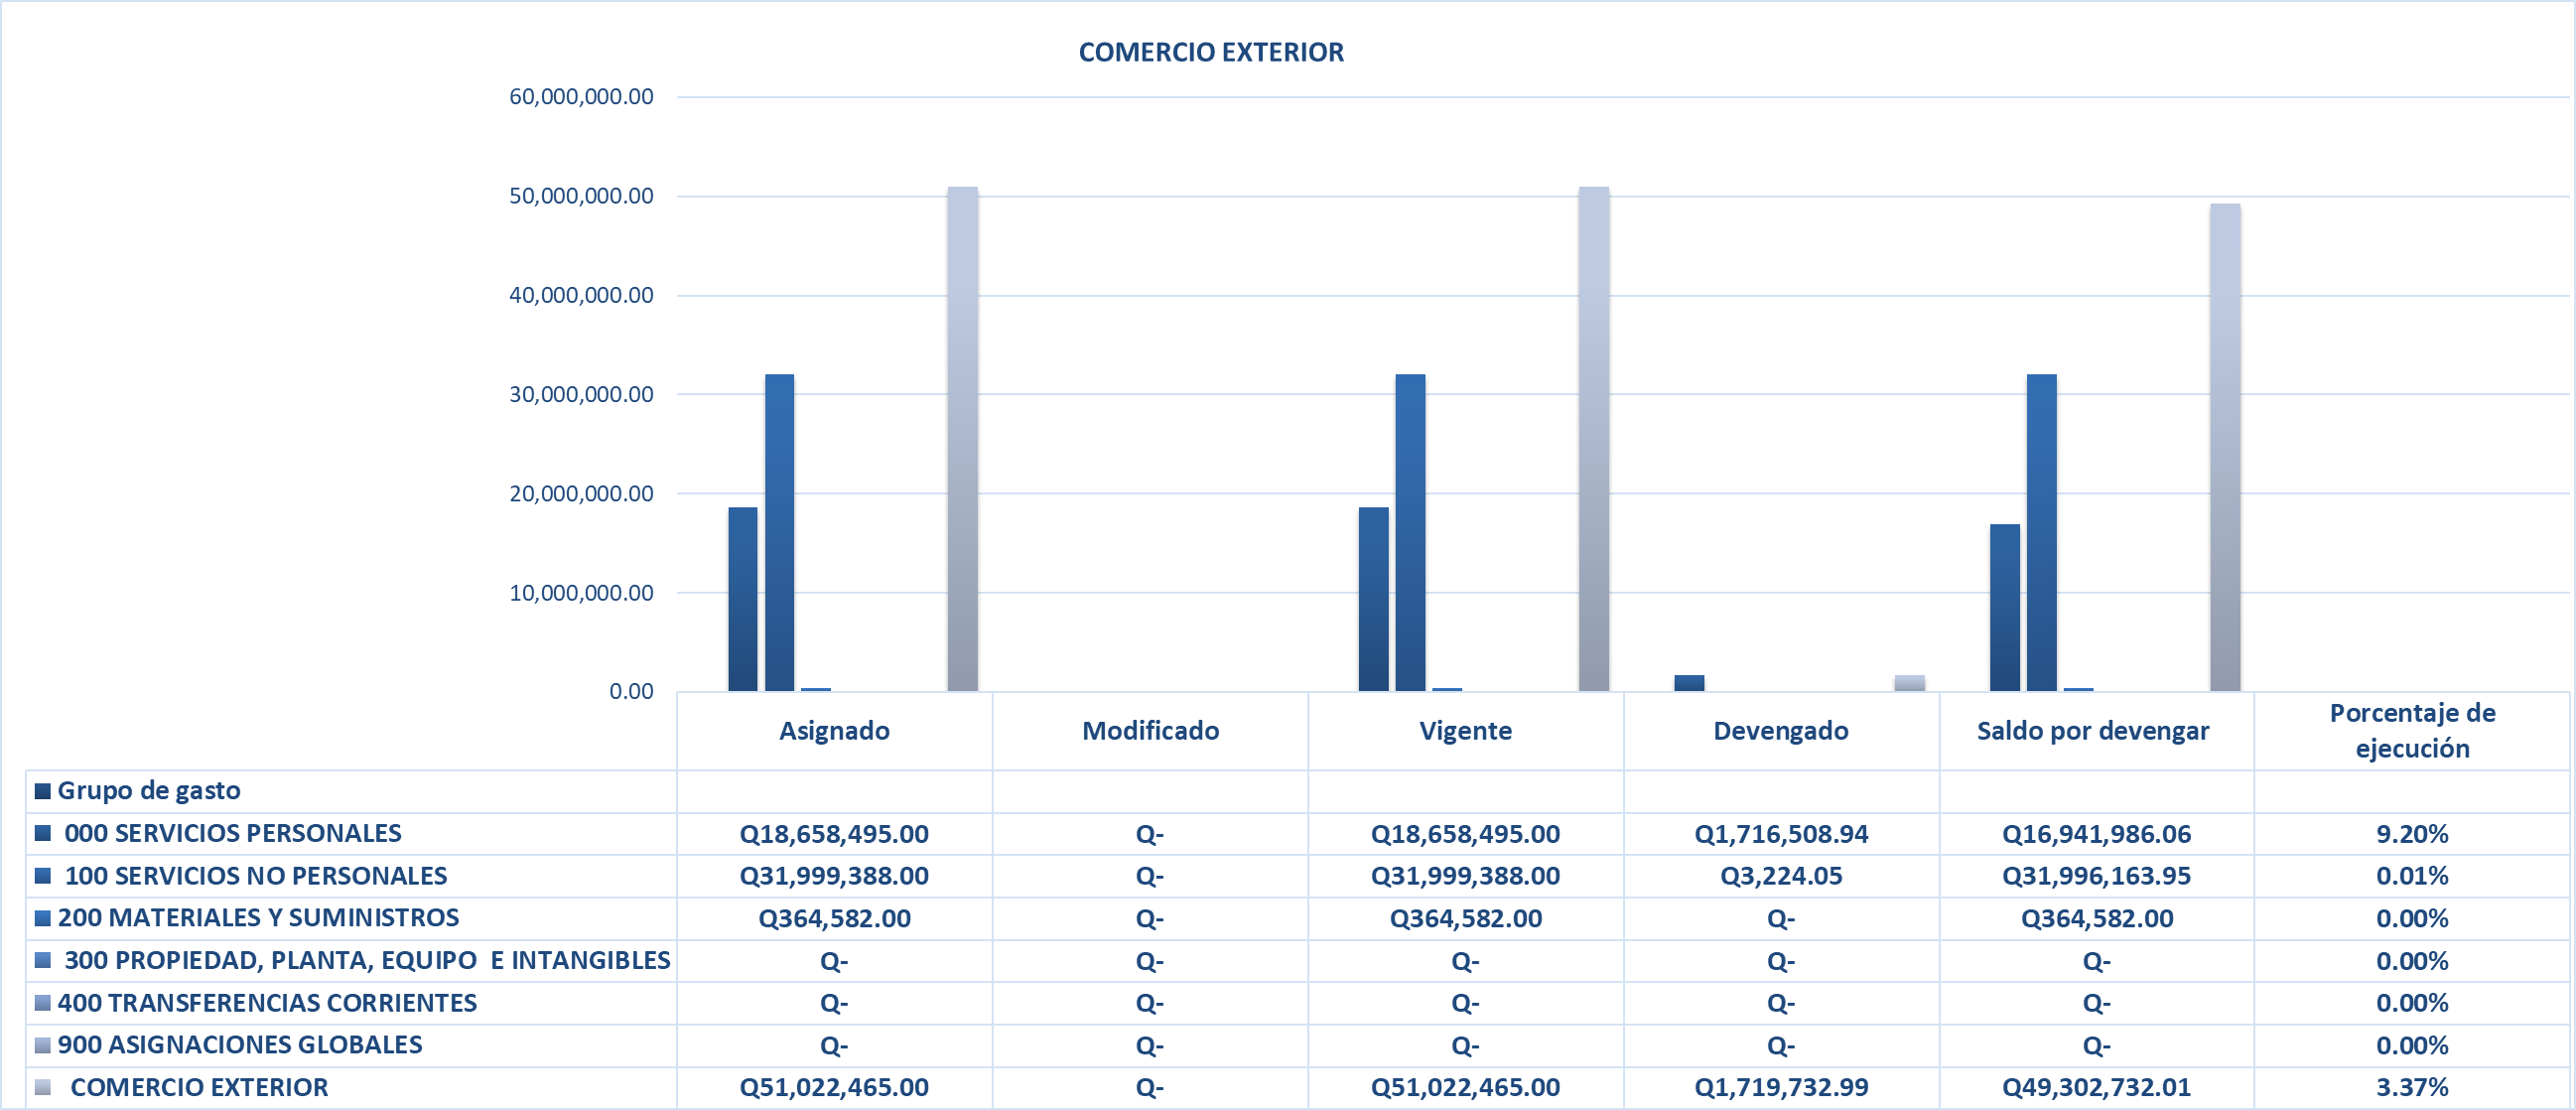 COMERCIO EXTERIOR
60,000,000.00
50,000,000.00
40,000,000.00
30,000,000.00
20,000,000.00
10,000,000.00
0.00
Asignado Modificado Vigente Devengado Saldo por devengar Porcentaje de ejecución
Grupo de gasto
000 SERVICIOS PERSONALES Q18,658,495.00 Q- Q18,658,495.00 Q1,716,508.94 Q16,941,986.06 9.20%
100 SERVICIOS NO PERSONALES Q31,999,388.00 Q- Q31,999,388.00 Q3,224.05 Q31,996,163.95 0.01%
200 MATERIALES Y SUMINISTROS Q364,582.00 Q- Q364,582.00 Q- Q364,582.00 0.00%
300 PROPIEDAD, PLANTA, EQUIPO E INTANGIBLES Q- Q- Q- Q- Q- 0.00%
400 TRANSFERENCIAS CORRIENTES Q- Q- Q- Q- Q- 0.00%
900 ASIGNACIONES GLOBALES Q- Q- Q- Q- Q- 0.00%
COMERCIO EXTERIOR Q51,022,465.00 Q- Q51,022,465.00 Q1,719,732.99 Q49,302,732.01 3.37%